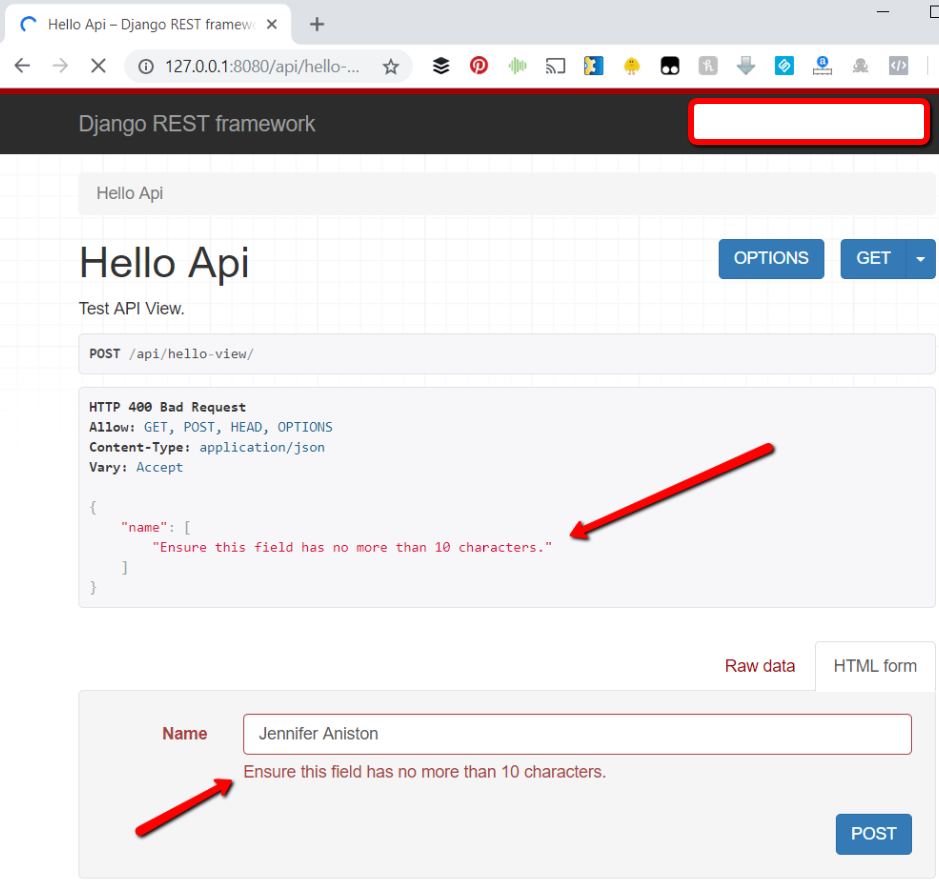 Hello Api – Django REST framew
127.0.0.1:8080/api/hello-...
Django REST framework
Hello Api
Hello Api
OPTIONS
GET
Test API View.
POST /api/hello-view/
HTTP 400 Bad Request
Allow: GET, POST, HEAD, OPTIONS
Content-Type: application/json
Vary: Accept
{
"name": [
"Ensure this field has no more than 10 characters."
]
}
Raw data
HTML form
Name
Jennifer Aniston
Ensure this field has no more than 10 characters.
POST